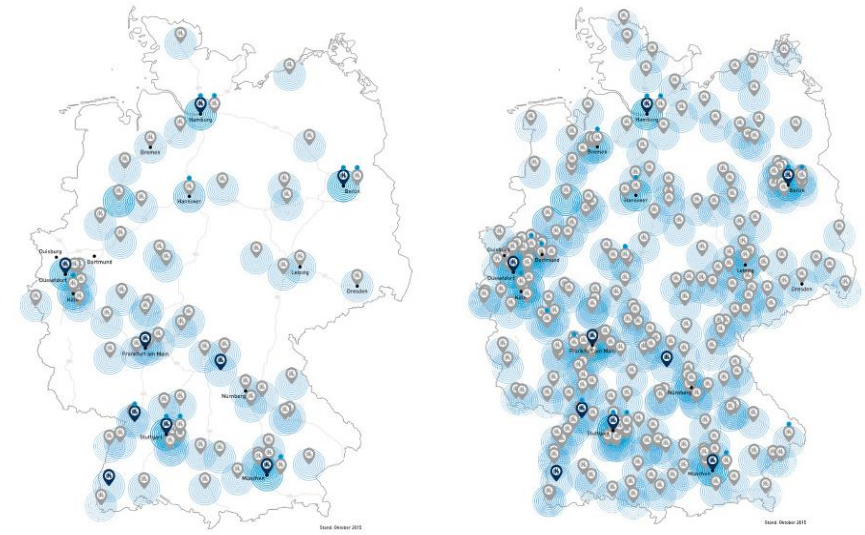 Hamburg
Bremen
Berlin
Hannover
Duisburg
Dortmund
Düsseldorf
Leipzig
Köln
Dresden
Frankfurt am Main
Nürnberg
Stuttgart
München
Stand: Oktober 2015
Hamburg
Bremen
Berlin
Hannover
Duisburg
Dortmund
Düsseldorf
Leipzig
Köln
Dresden
Frankfurt am Main
Nürnberg
Stuttgart
München
Stand: Oktober 2015